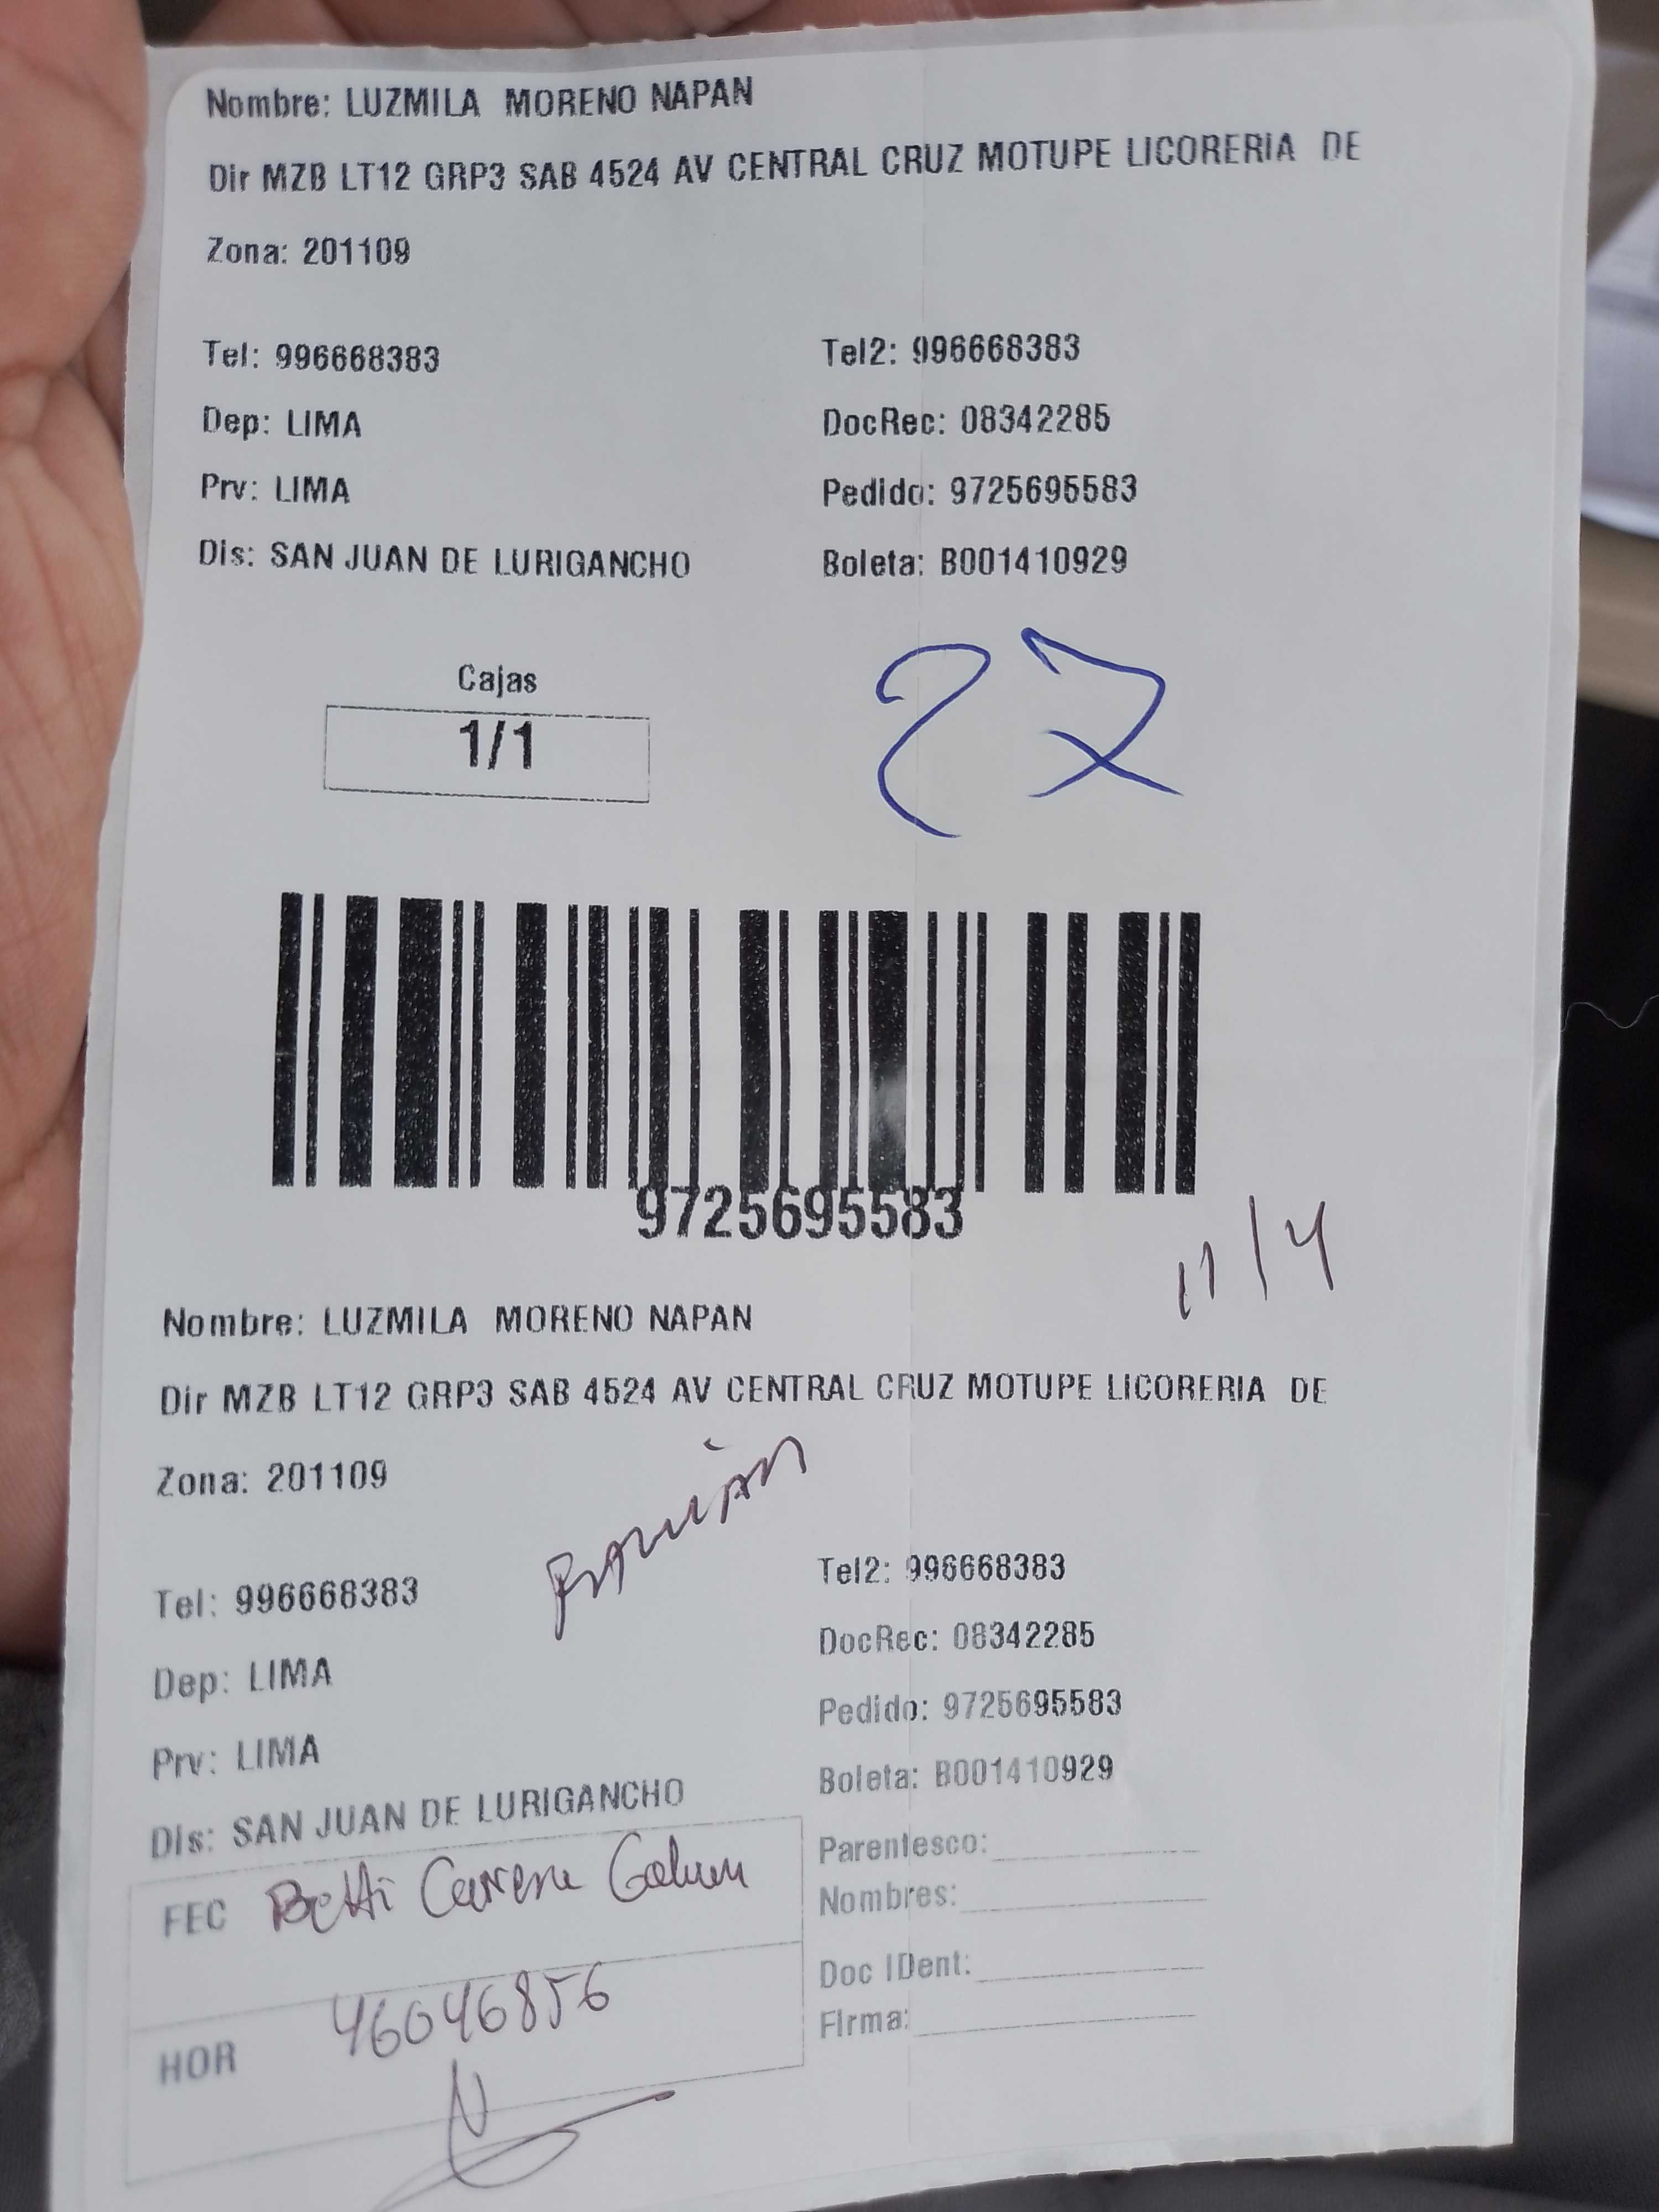 Nombre: LUZMILA MORENO NAPAN
Dir MZB LT12 GRP3 SAB 4524 AV CENTRAL CRUZ MOTUPE LICORERIA DE
Zona: 201109
Tel: 996668383
Tel2: 996668383
Dep: LIMA
DocRec: 08342285
Prv: LIMA
Pedido: 9725695583
Dis: SAN JUAN DE LURIGANCHO
Boleta: B001410929
Cajas
1/1
27
9725695583
11/4
Nombre: LUZMILA MORENO NAPAN
Dir MZB LT12 GRP3 SAB 4524 AV CENTRAL CRUZ MOTUPE LICORERIA DE
Zona: 201109
Tel: 996668383
Tel2: 996668383
Dep: LIMA
DocRec: 08342285
Prv: LIMA
Pedido: 9725695583
Dis: SAN JUAN DE LURIGANCHO
Boleta: B001410929
Parentesco:
FEC Betti
Nombres:
HOR 46046856
Doc IDent:
Firma: